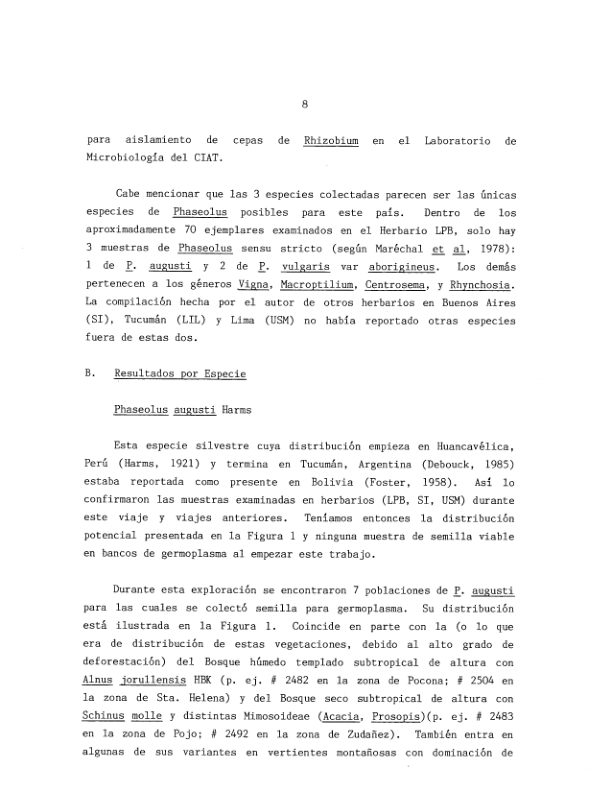 8
para aislamiento de cepas de Rhizobium en el Laboratorio de
Microbiología del CIAT.
Cabe mencionar que las 3 especies colectadas parecen ser las únicas
especies de Phaseolus posibles para este país. Dentro de los
aproximadamente 70 ejemplares examinados en el Herbario LPB, solo hay
3 muestras de Phaseolus sensu stricto (según Maréchal et al, 1978):
1 de P. augusti y 2 de P. vulgaris var aborigineus. Los demás
pertenecen a los géneros Vigna, Macroptilium, Centrosema, y Rhynchosia.
La compilación hecha por el autor de otros herbarios en Buenos Aires
(SI), Tucumán (LIL) y Lima (USM) no había reportado otras especies
fuera de estas dos.
B. Resultados por Especie
Phaseolus augusti Harms
Esta especie silvestre cuya distribución empieza en Huancavélica,
Perú (Harms, 1921) y termina en Tucumán, Argentina (Debouck, 1985)
estaba reportada como presente en Bolivia (Foster, 1958). Así lo
confirmaron las muestras examinadas en herbarios (LPB, SI, USM) durante
este viaje y viajes anteriores. Teníamos entonces la distribución
potencial presentada en la Figura 1 y ninguna muestra de semilla viable
en bancos de germoplasma al empezar este trabajo.
Durante esta exploración se encontraron 7 poblaciones de P. augusti
para las cuales se colectó semilla para germoplasma. Su distribución
está ilustrada en la Figura 1. Coincide en parte con la (o lo que
era de distribución de estas vegetaciones, debido al alto grado de
deforestación) del Bosque húmedo templado subtropical de altura con
Alnus jorullensis HBK (p. ej. # 2482 en la zona de Pocona; # 2504 en
la zona de Sta. Helena) y del Bosque seco subtropical de altura con
Schinus molle y distintas Mimosoideae (Acacia, Prosopis)(p. ej. # 2483
en la zona de Pojo; # 2492 en la zona de Zudañez). También entra en
algunas de sus variantes en vertientes montañosas con dominación de